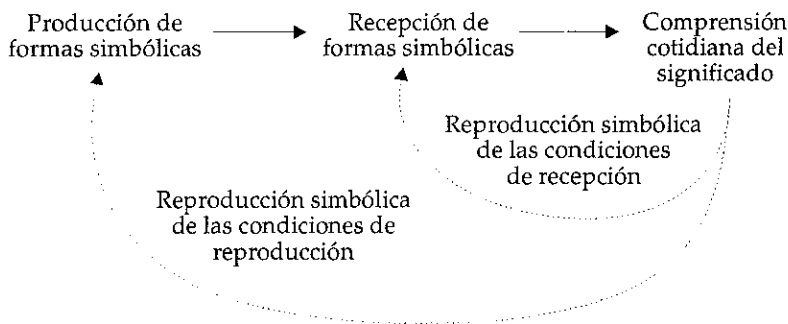 Producción de
formas simbólicas
Recepción de
formas simbólicas
Comprensión
cotidiana del
significado
Reproducción simbólica
de las condiciones
de recepción
Reproducción simbólica
de las condiciones de
reproducción